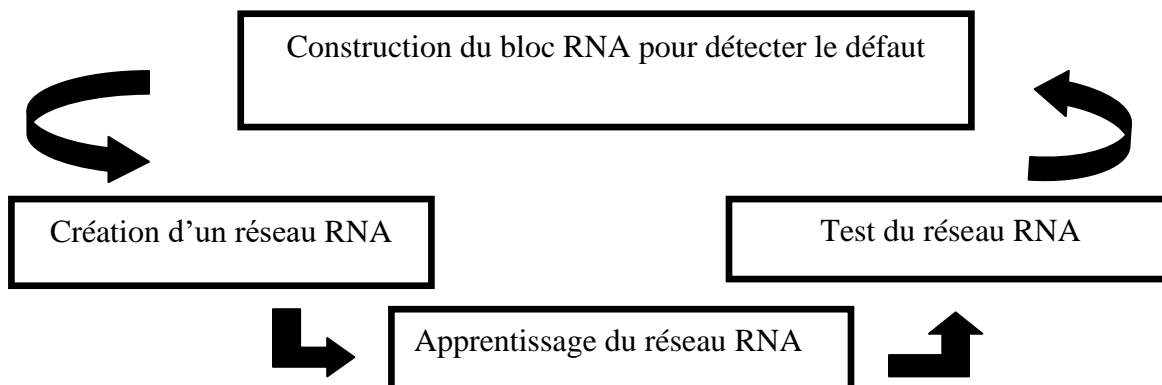 Construction du bloc RNA pour détecter le défaut
Création d’un réseau RNA
Test du réseau RNA
Apprentissage du réseau RNA